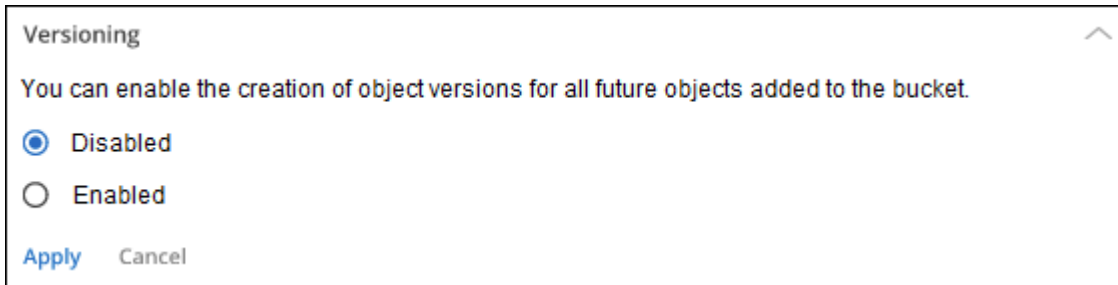 Versioning
You can enable the creation of object versions for all future objects added to the bucket.
Disabled
Enabled
Apply Cancel